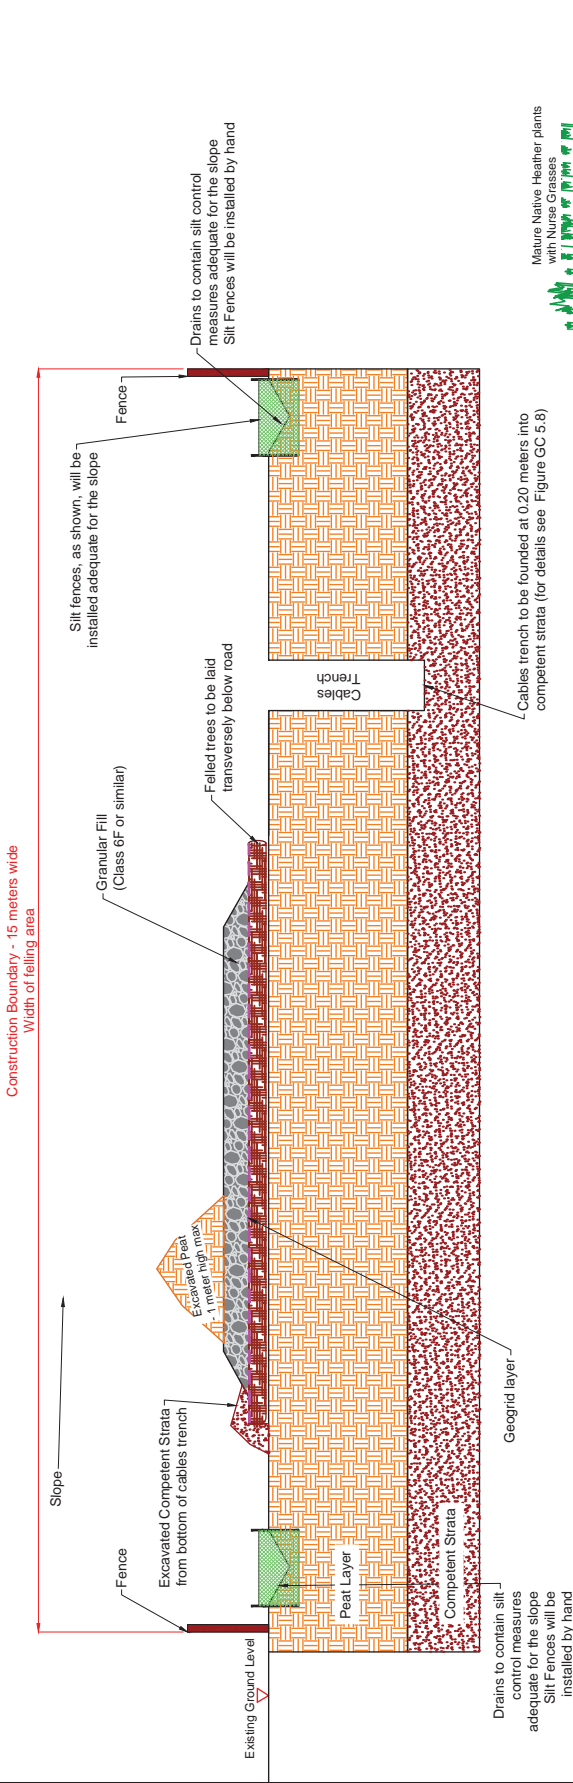 Construction Boundary - 15 meters wide
Width of felling area
Slope
Fence
Excavated Competent Strata
from bottom of cables trench
Existing Ground Level
Excavated Peat
- 1 meter high max
Granular Fill
(Class 6F or similar)
Felled trees to be laid
transversely below road
Silt fences, as shown, will be
installed adequate for the slope
Fence
Drains to contain silt control
measures adequate for the slope
Silt Fences will be installed by hand
Cables
Trench
Peat Layer
Competent Strata
Drains to contain silt
control measures
adequate for the slope
Silt Fences will be
installed by hand
Geogrid layer
Cables trench to be founded at 0.20 meters into
competent strata (for details see Figure GC 5.8)
Mature Native Heather plants
with Nurse Grasses